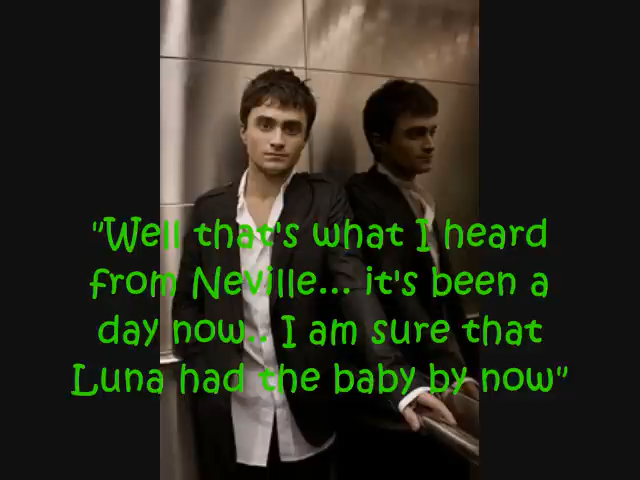 "Well that's what I heard
from Neville... it's been a
day now.. I am sure that
Luna had the baby by now"